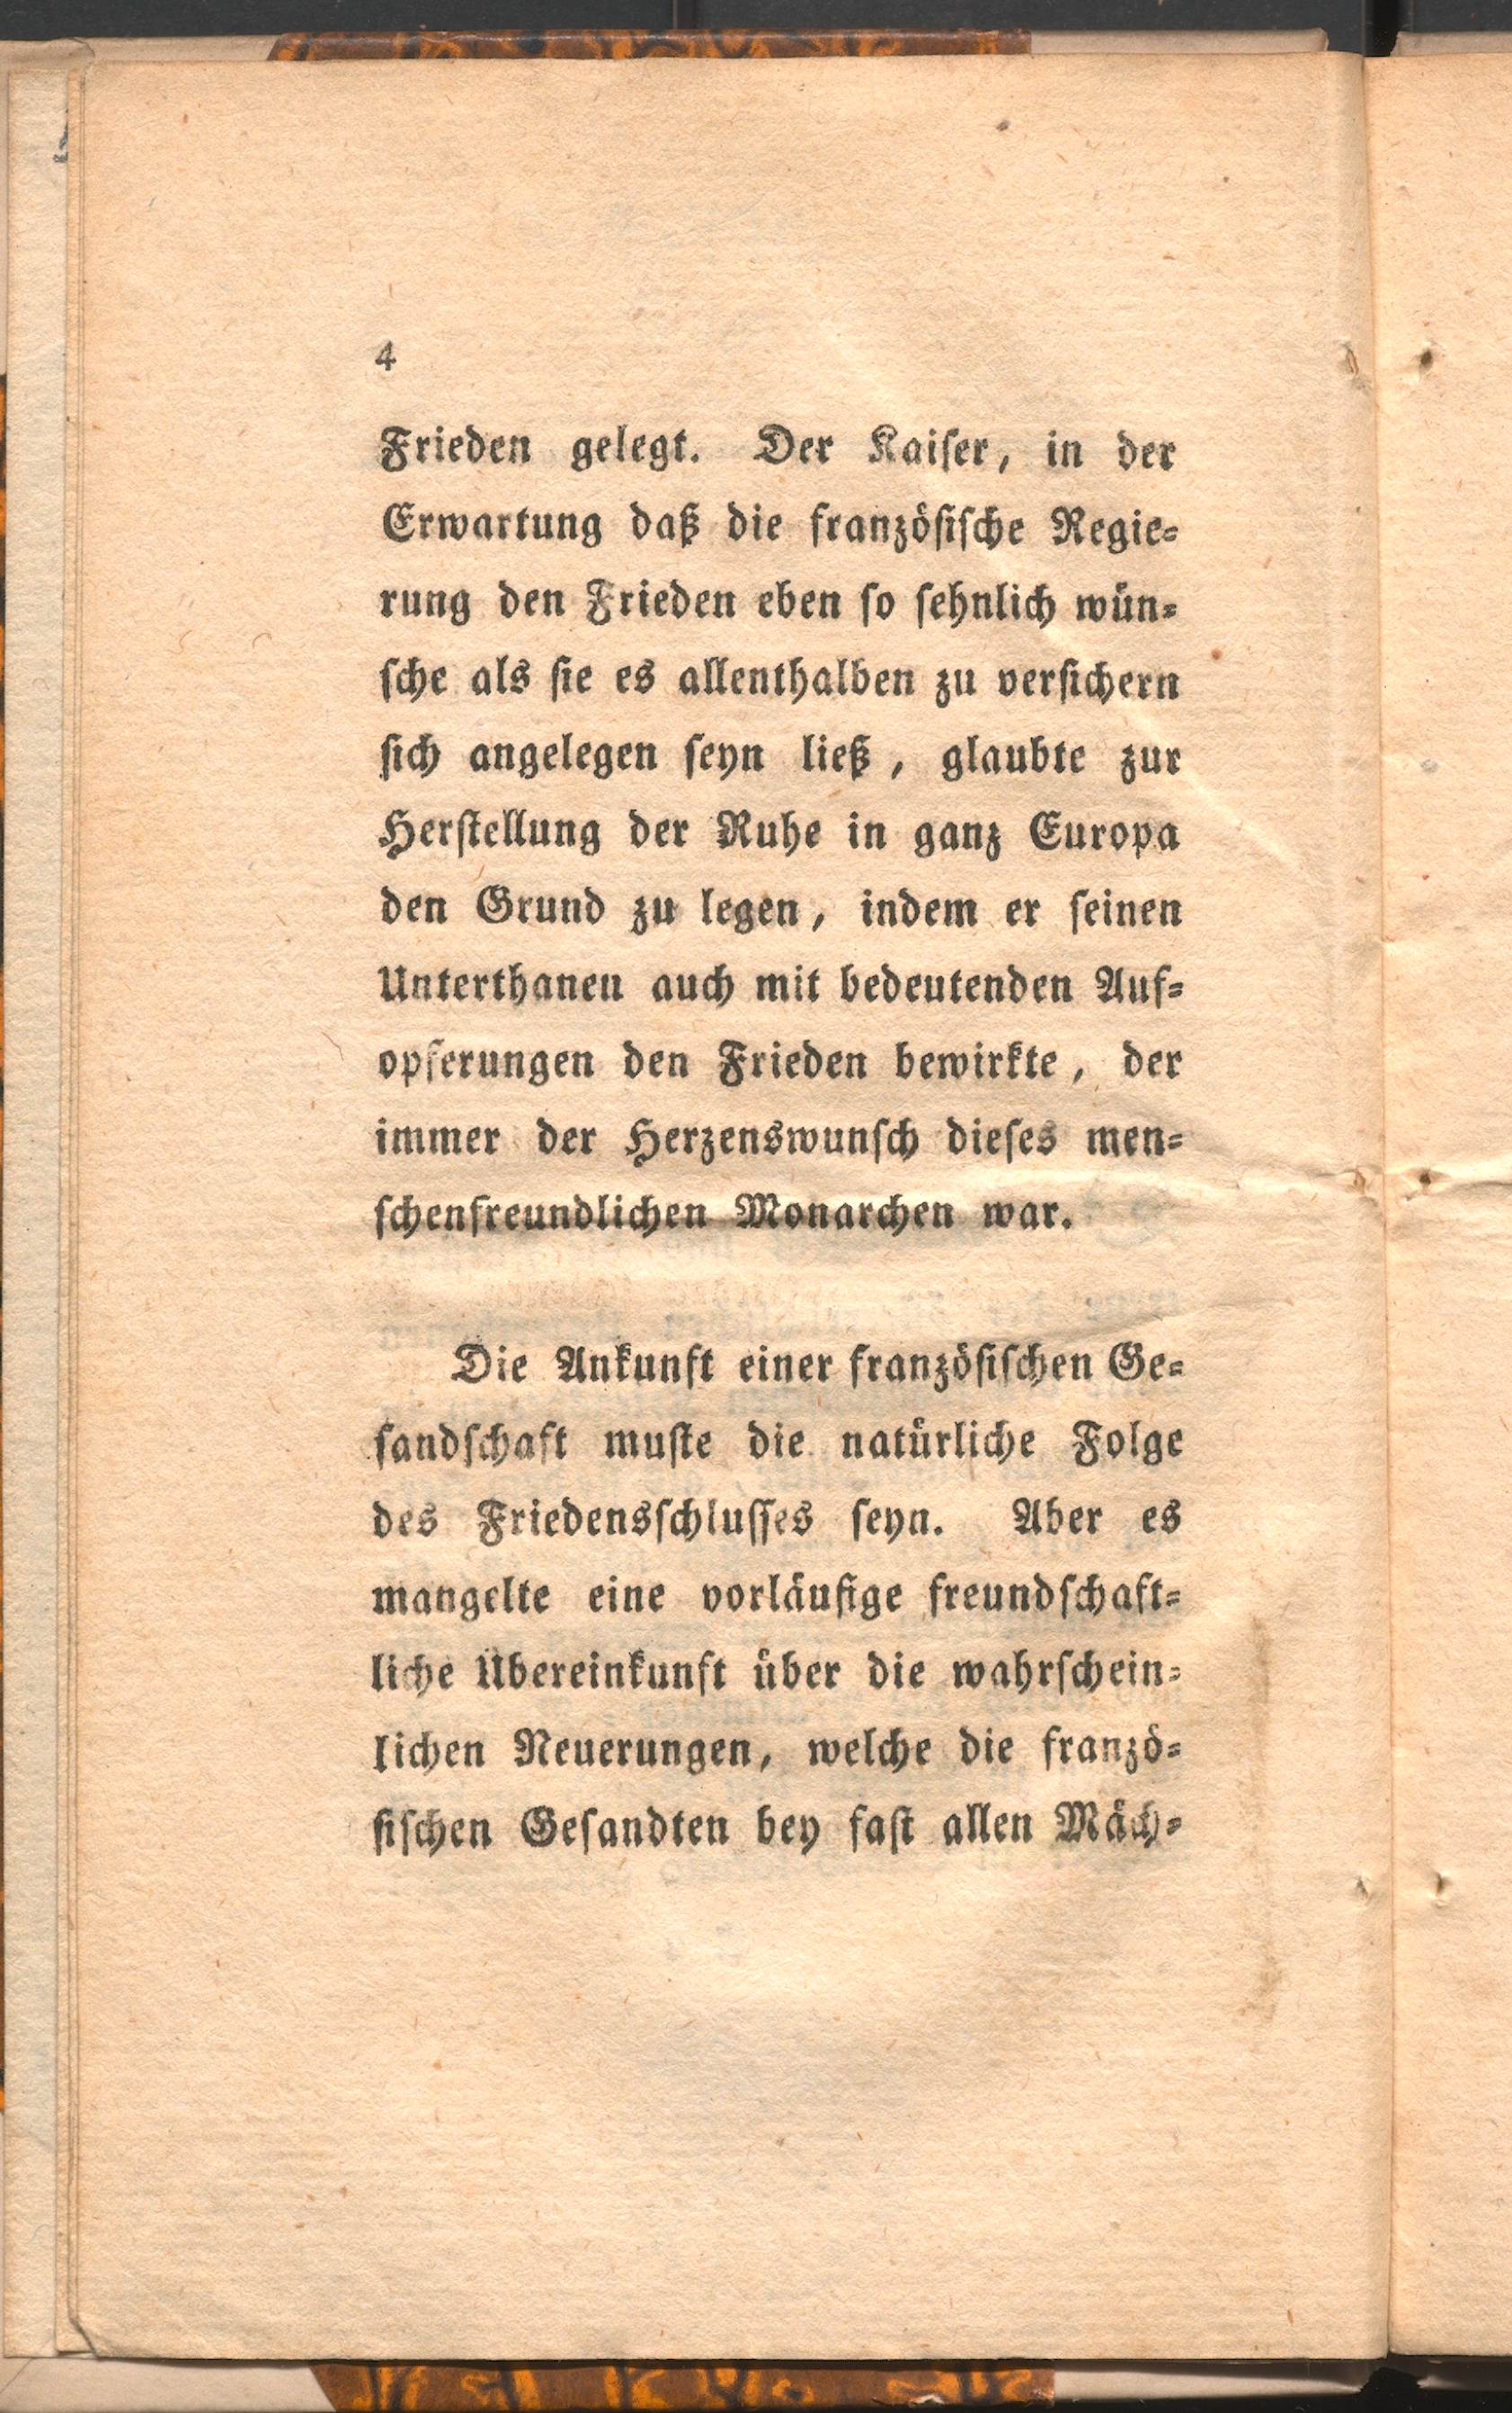 4
Frieden gelegt. Der Kaiſer, in der
Erwartung daß die franzöſiſche Regie⸗
rung den Frieden eben ſo ſehnlich wün⸗
ſche als ſie es allenthalben zu verſichern
ſich angelegen ſeyn ließ, glaubte zur
Herſtellung der Ruhe in ganz Europa
den Grund zu legen, indem er ſeinen
Unterthanen auch mit bedeutenden Auf⸗
opferungen den Frieden bewirkte, der
immer der Herzenswunſch dieſes men⸗
ſchenfreundlichen Monarchen war.
Die Ankunft einer franzöſiſchen Ge⸗
ſandſchaft muſte die natürliche Folge
des Friedensſchluſſes ſeyn. Aber es
mangelte eine vorläufige freundſchaft⸗
liche Übereinkunft über die wahrſchein⸗
lichen Neuerungen, welche die franzö⸗
ſiſchen Geſandten bey faſt allen Mäch⸗